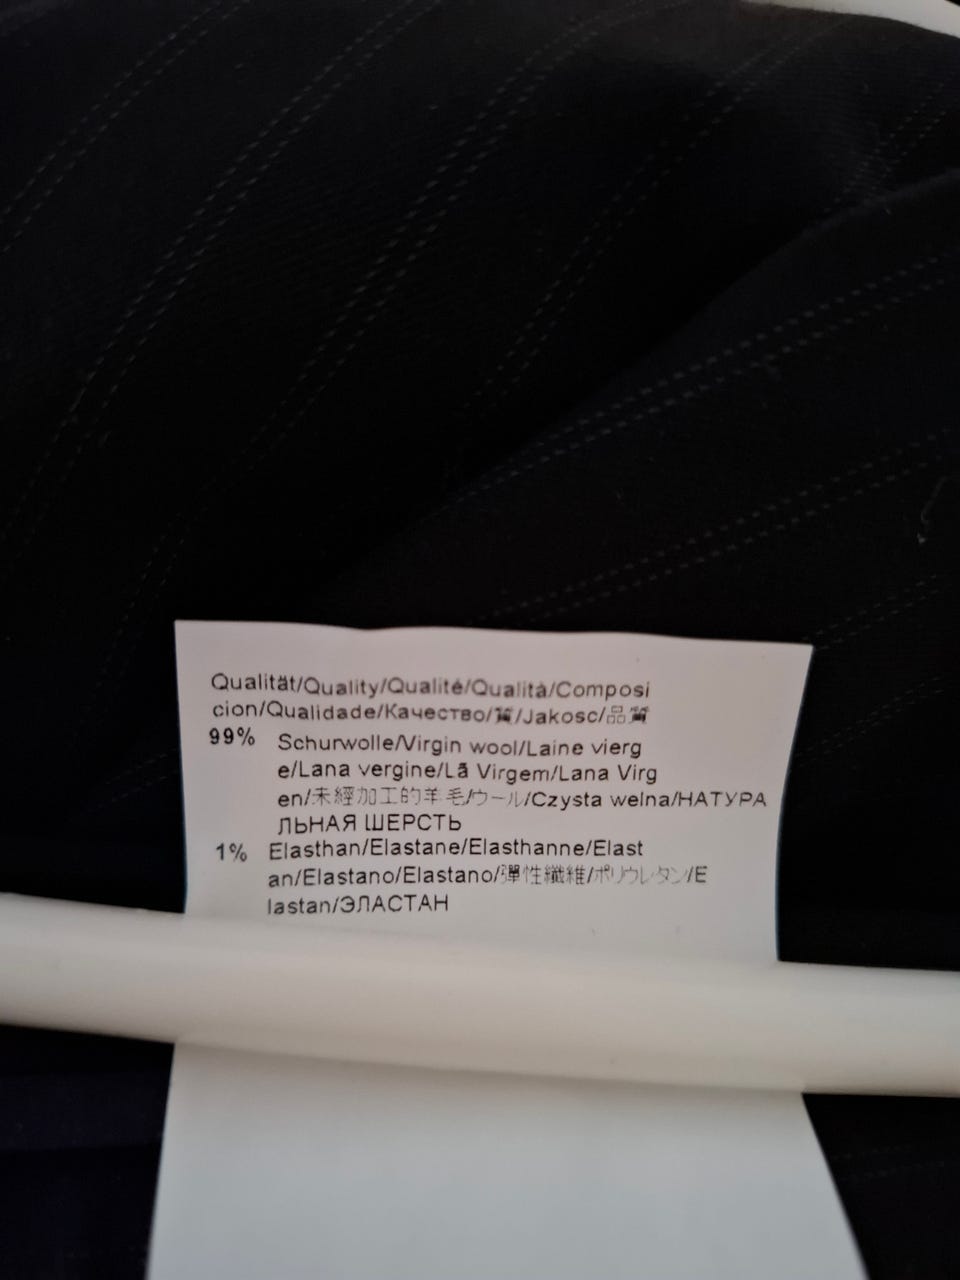 Qualität/Quality/Qualité/Qualità/Composi
cion/Qualidade/Качество/質/Jakosc/品質
99% Schurwolle/Virgin wool/Laine vierg
e/Lana vergine/Lã Virgem/Lana Virg
en/未經加工的羊毛/ウール/Czysta welna/НАТУРА
ЛЬНАЯ ШЕРСТЬ
1% Elasthan/Elastane/Elasthanne/Elast
an/Elastano/Elastano/彈性纖維/ポリウレタン/E
lastan/ЭЛАСТАН